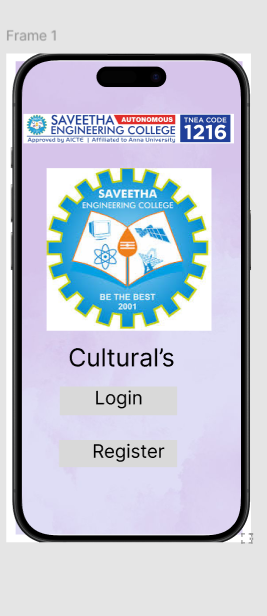 Frame 1
SAVEETHA AUTONOMOUS
ENGINEERING COLLEGE
Approved by AICTE | Affiliated to Anna University
TNEA CODE
1216
SAVEETHA
ENGINEERING COLLEGE
BE THE BEST
2001
Cultural's
Login
Register